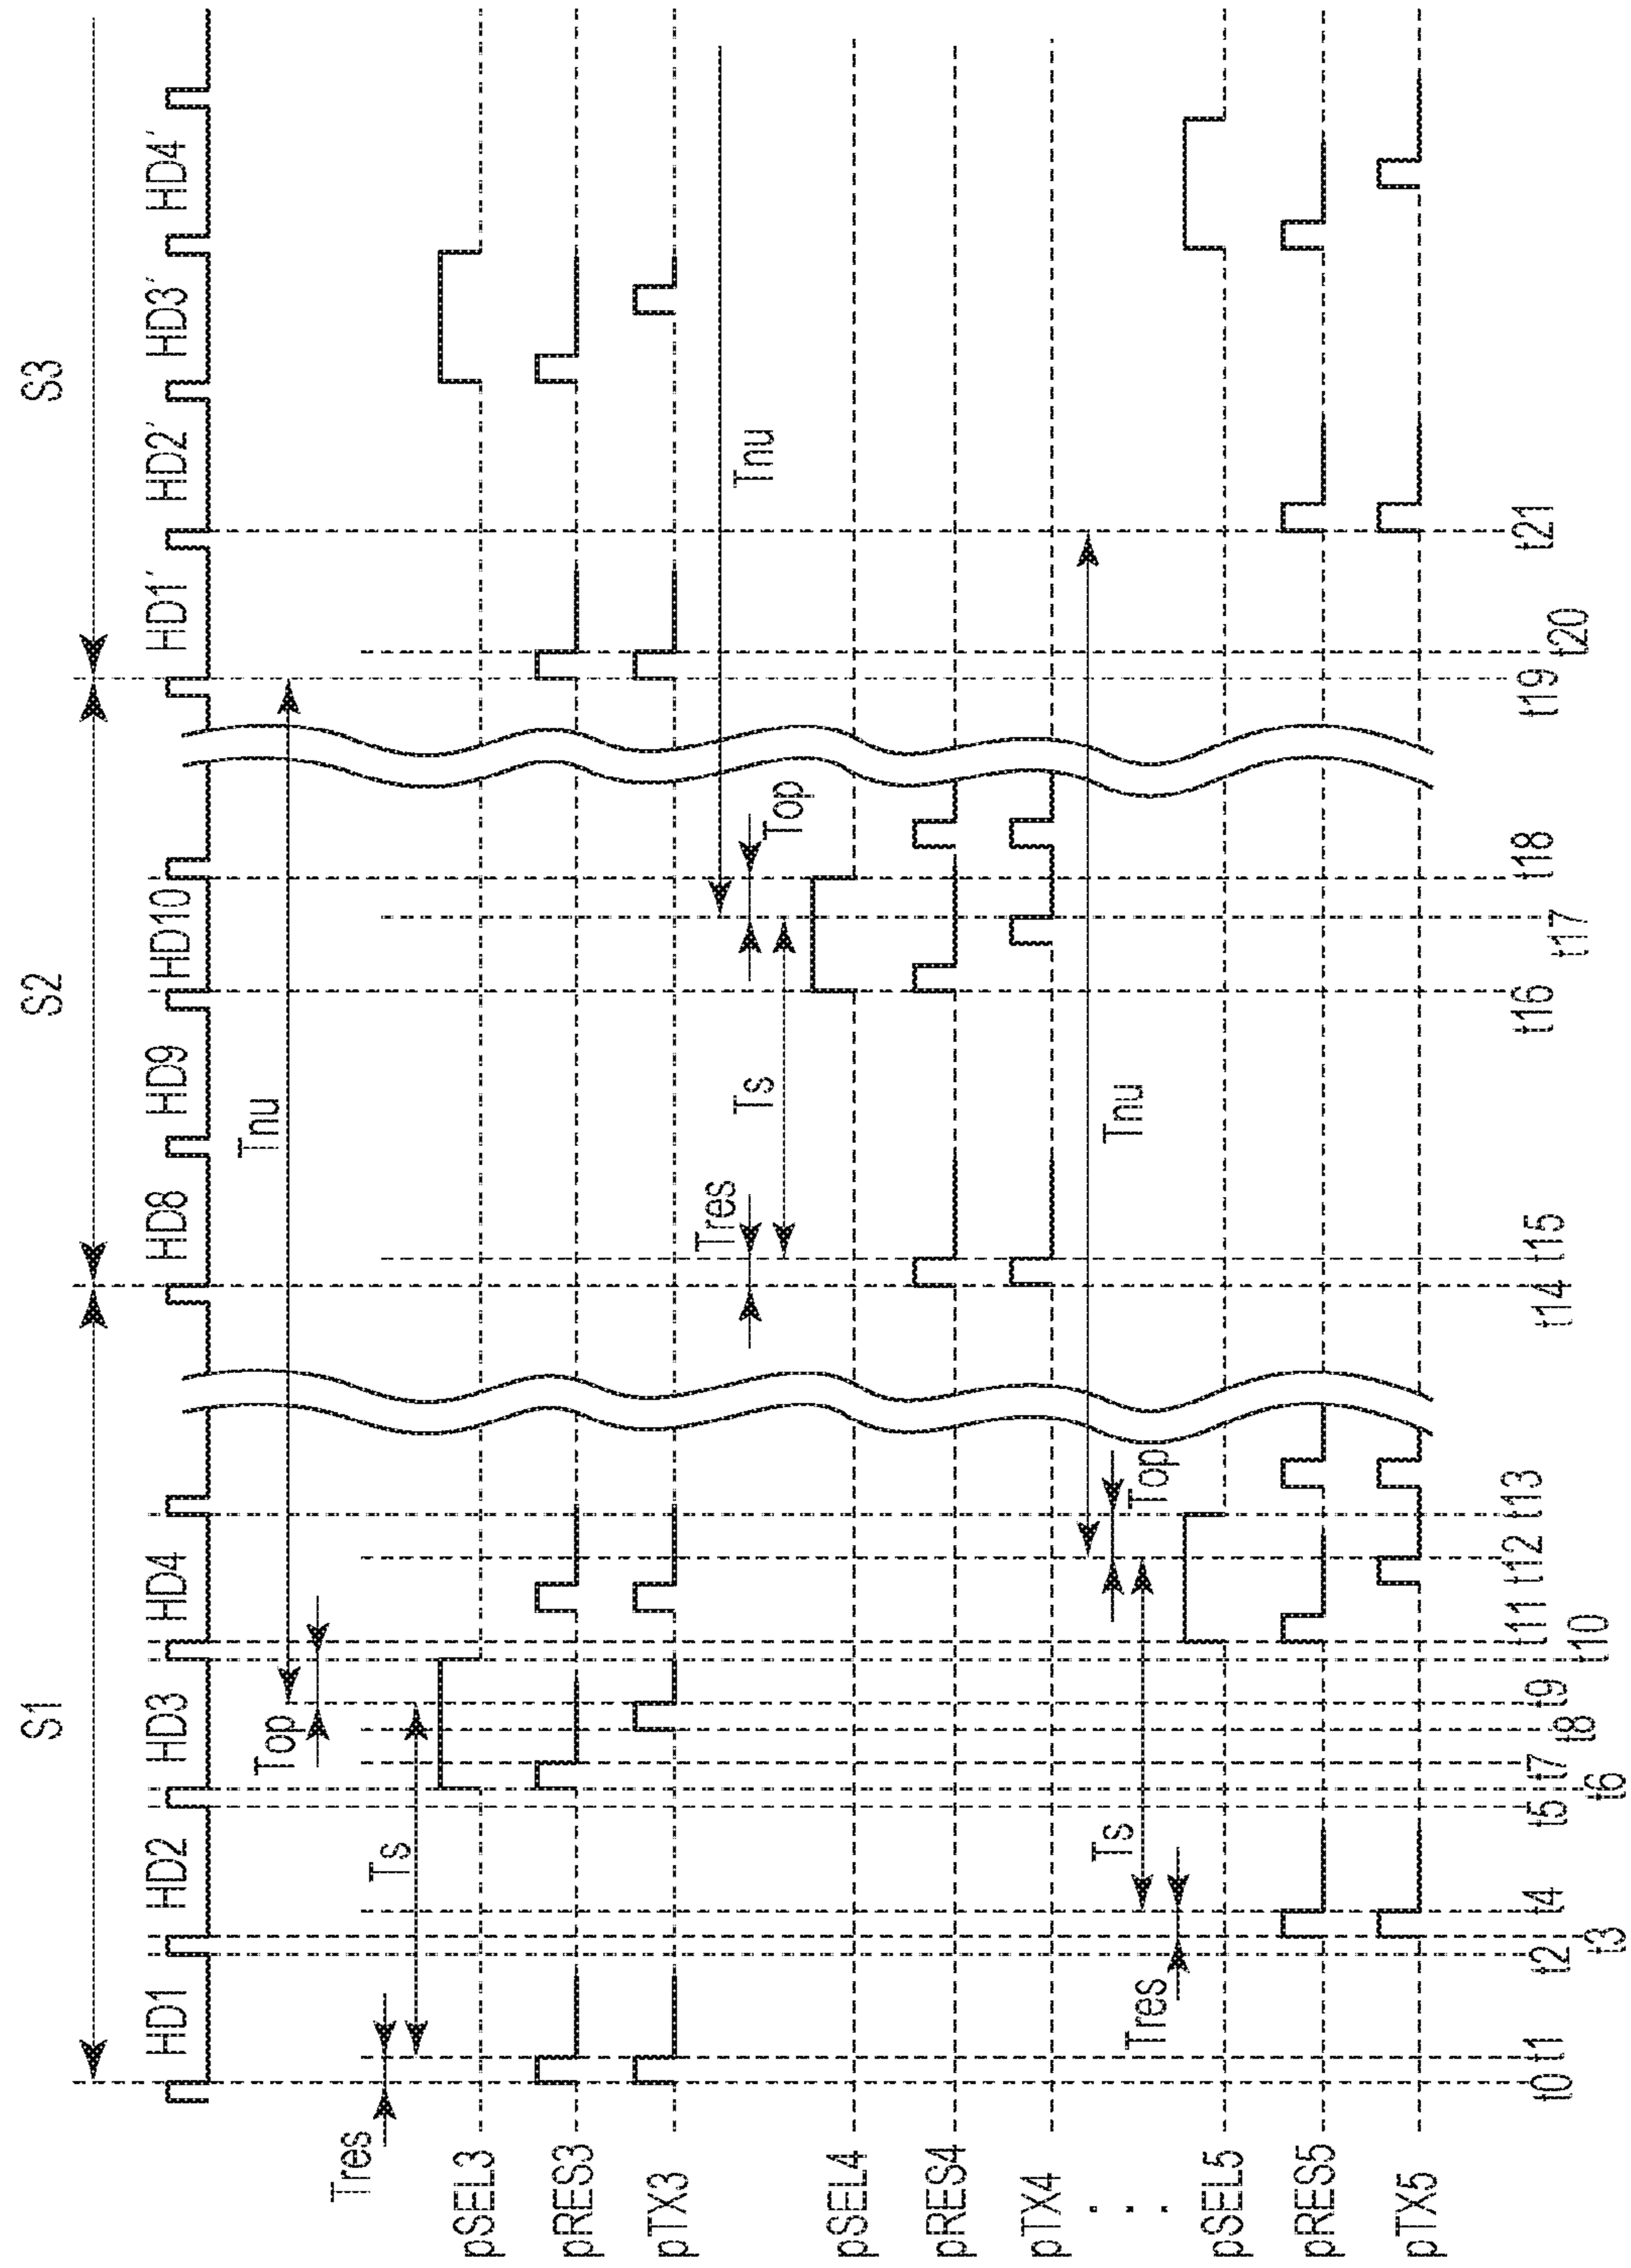 S1 S2 S3
HD1 HD2 HD3 HD4 HD8 HD9 HD10 HD1´ HD2´ HD3´ HD4´
Tnu
Top
Tres
Ts
pSEL3
pRES3
pTX3
Tnu
Tres
Ts
Top
pSEL4
pRES4
pTX4
. . .
Tnu
Top
Ts
Tres
pSEL5
pRES5
pTX5
t0 t1 t2 t3 t4 t5 t6 t7 t8 t9 t10 t11 t12 t13 t14 t15 t16 t17 t18 t19 t20 t21